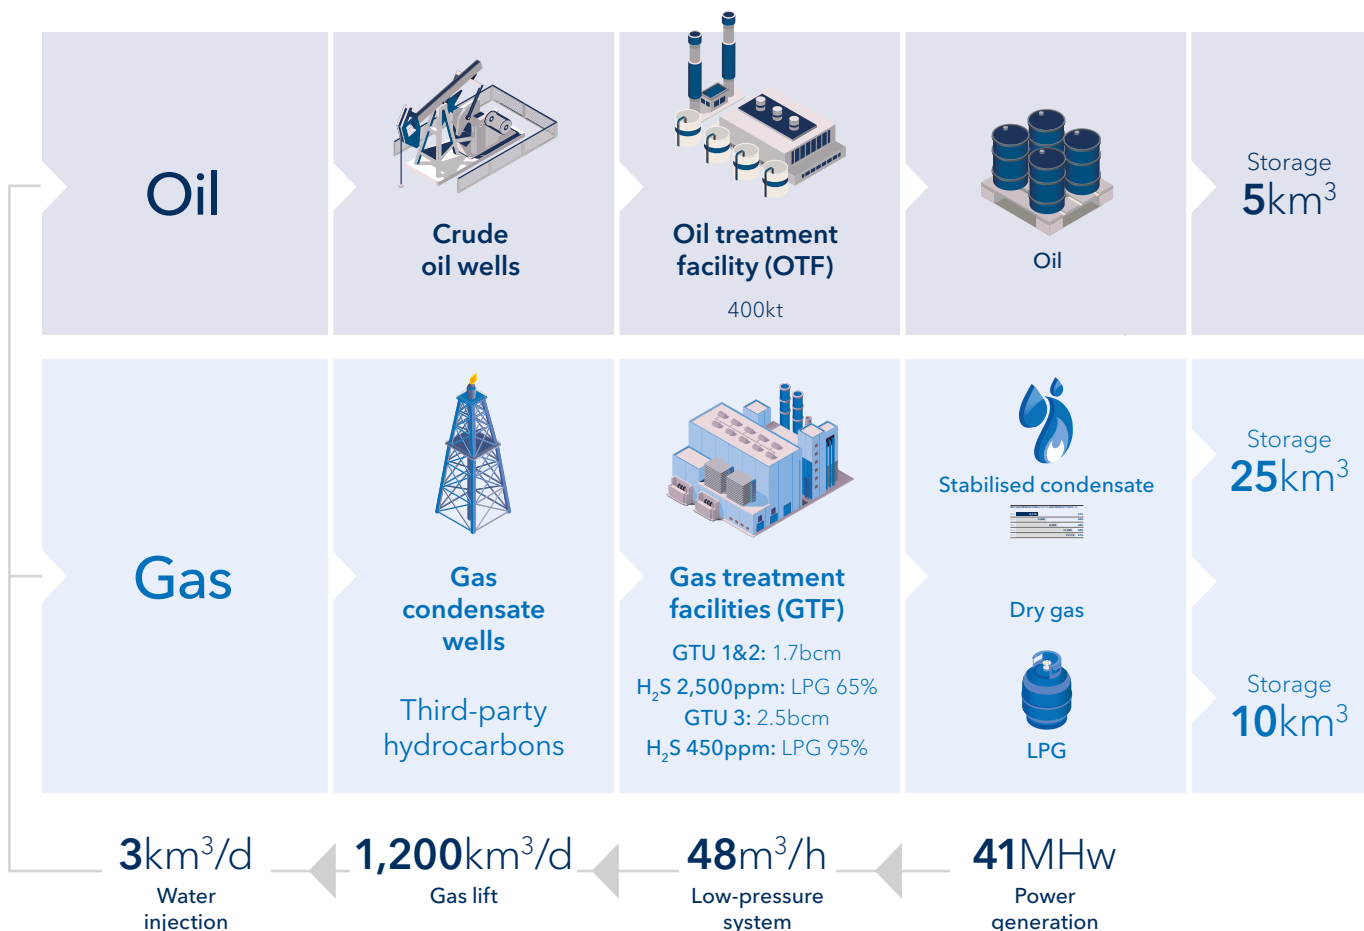 Oil
Crude
oil wells
Oil treatment
facility (OTF)
400kt
Oil
Storage
5km³
Gas
Gas
condensate
wells
Third-party
hydrocarbons
Gas treatment
facilities (GTF)
GTU 1&2: 1.7bcm
H₂S 2,500ppm: LPG 65%
GTU 3: 2.5bcm
H₂S 450ppm: LPG 95%
Stabilised condensate
Dry gas
LPG
Storage
25km³
Storage
10km³
3km³/d
Water
injection
1,200km³/d
Gas lift
48m³/h
Low-pressure
system
41MHw
Power
generation